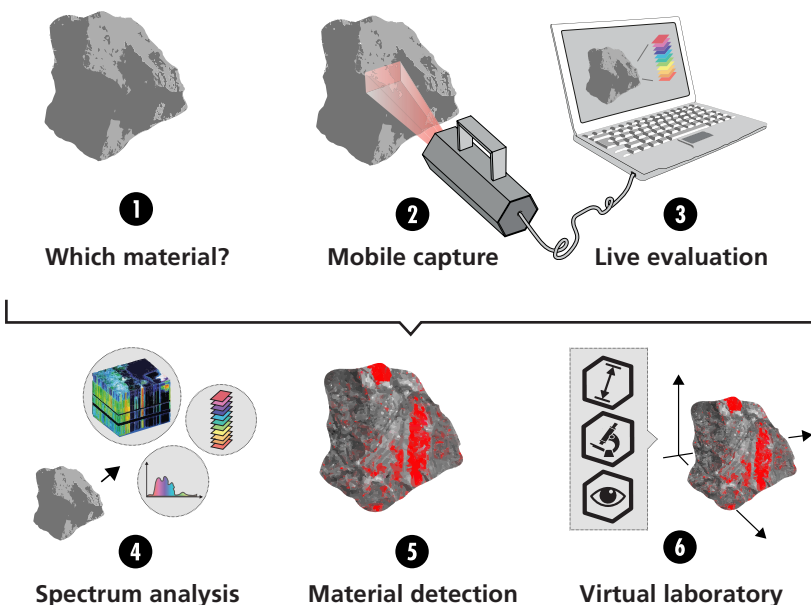 1
Which material?
2
Mobile capture
3
Live evaluation
4
Spectrum analysis
5
Material detection
6
Virtual laboratory